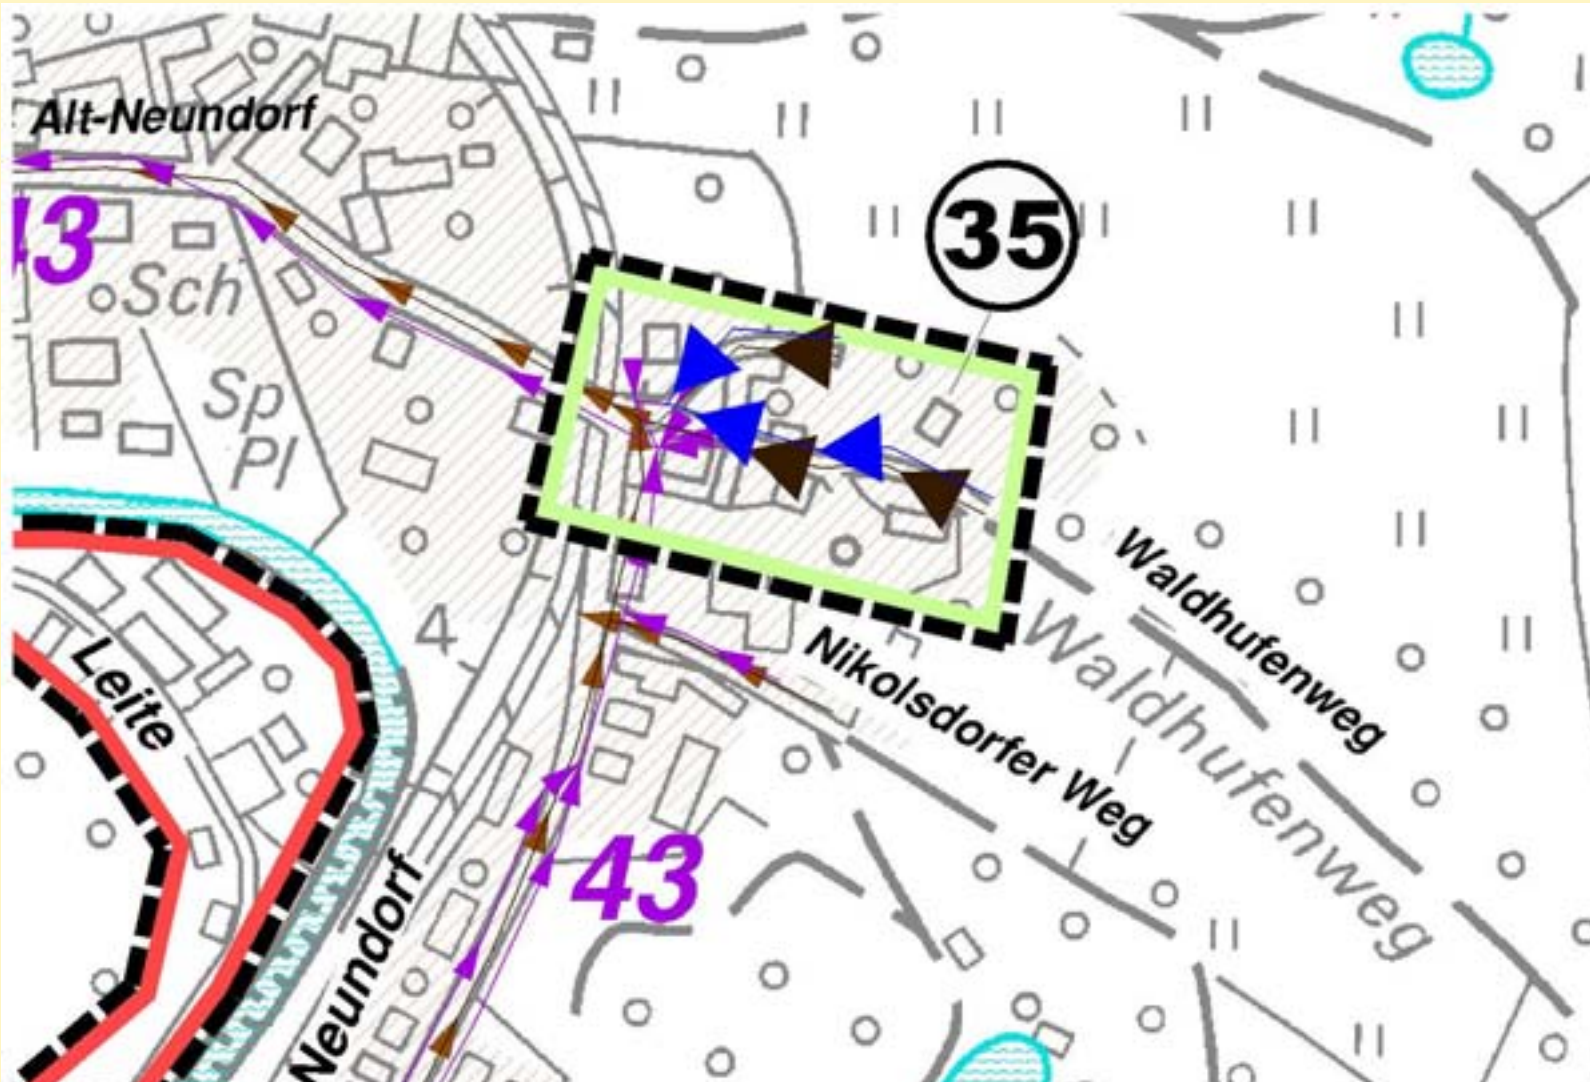 Alt-Neundorf
35
43
Sch
Sp
Pl
Waldhufenweg
Leite
4
Nikolsdorfer Weg
Waldhufenweg
43
Neundorf